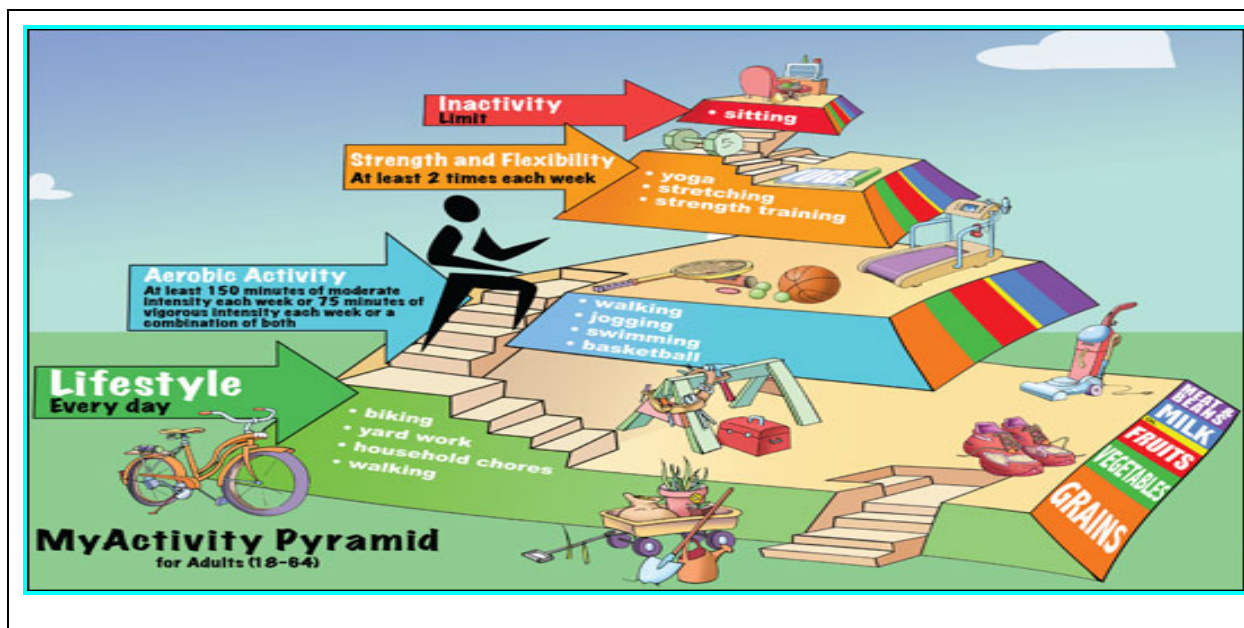 Inactivity
Limit
• sitting
Strength and Flexibility
At least 2 times each week
• yoga
• stretching
• strength training
YOGA
Aerobic Activity
At least 150 minutes of moderate
intensity each week or 75 minutes of
vigorous intensity each week or a
combination of both
• walking
• jogging
• swimming
• basketball
Lifestyle
Every day
• biking
• yard work
• household chores
• walking
MEAT &
BEANS
MILK
FRUITS
VEGETABLES
GRAINS
MyActivity Pyramid
for Adults (18-64)